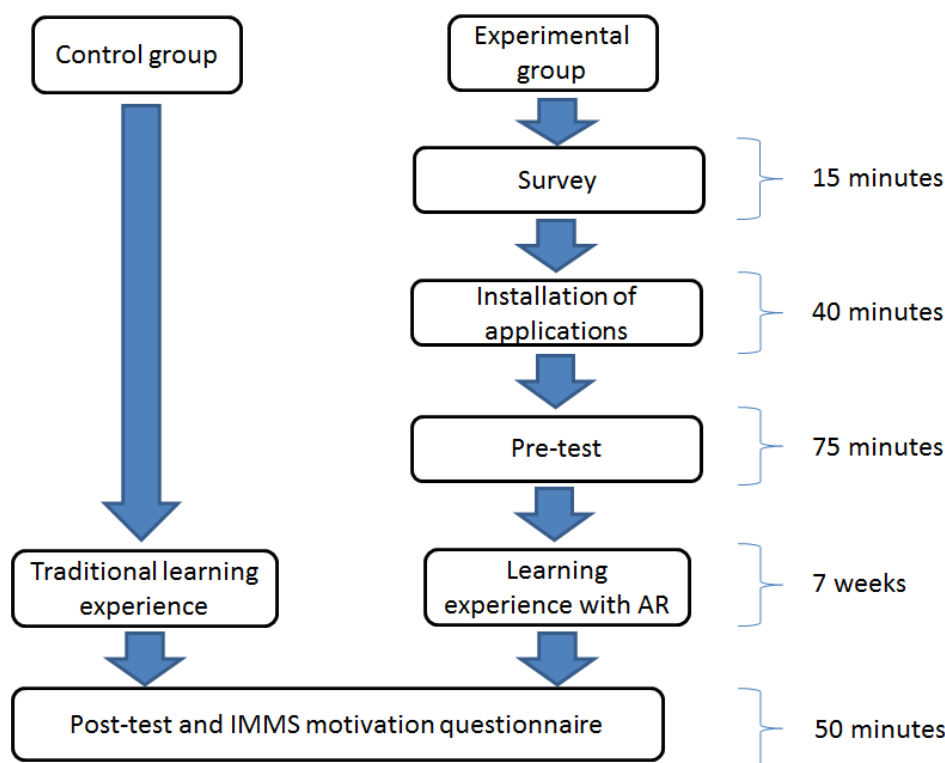 Control group
Experimental
group
Survey
15 minutes
Installation of
applications
40 minutes
Pre-test
75 minutes
Traditional learning
experience
Learning
experience with AR
7 weeks
Post-test and IMMS motivation questionnaire
50 minutes